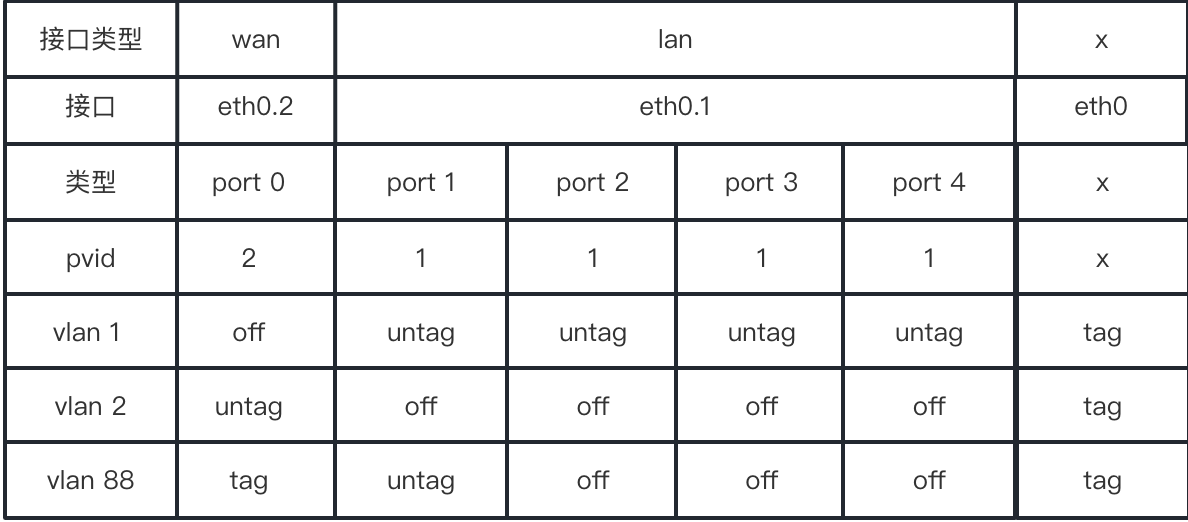 接口类型 wan lan x
接口 eth0.2 eth0.1 eth0
类型 port 0 port 1 port 2 port 3 port 4 x
pvid 2 1 1 1 1 x
vlan 1 off untag untag untag untag tag
vlan 2 untag off off off off tag
vlan 88 tag untag off off off tag